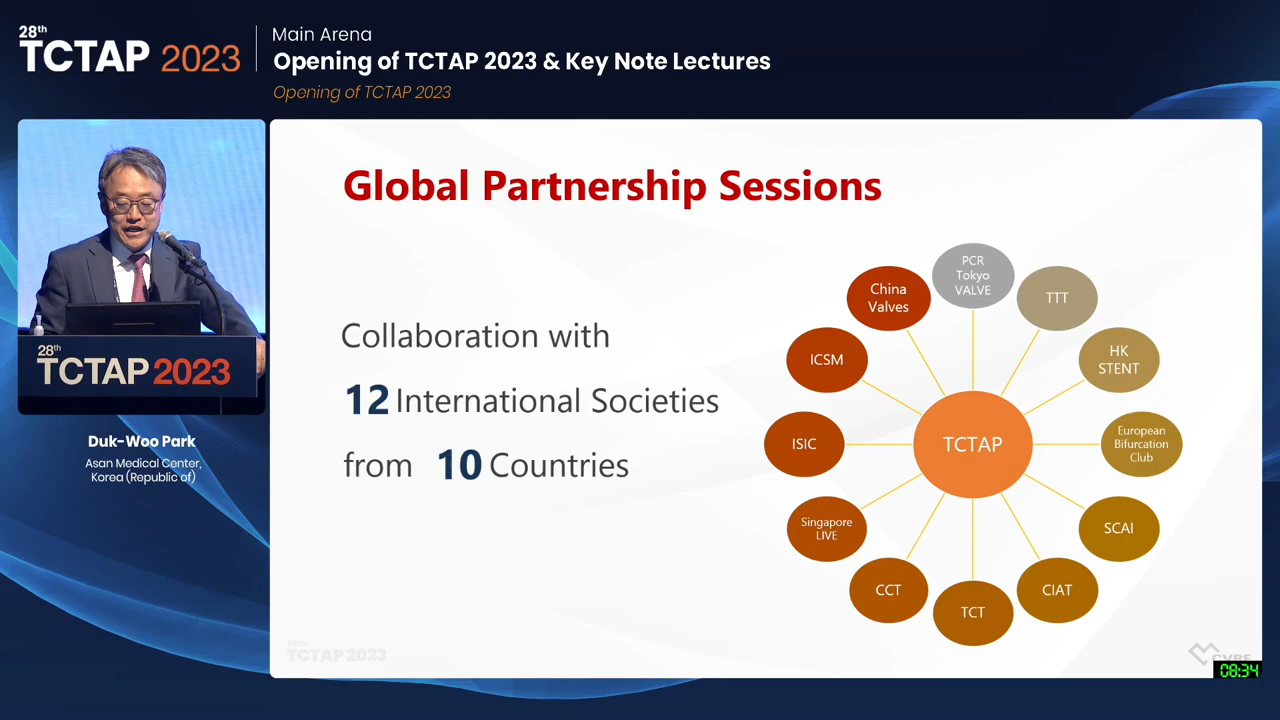 28th
TCTAP 2023
Main Arena
Opening of TCTAP 2023 & Key Note Lectures
Opening of TCTAP 2023
28th
TCTAP 2023
Duk-Woo Park
Asan Medical Center,
Korea (Republic of)
Global Partnership Sessions
Collaboration with
12 International Societies
from 10 Countries
PCR
Tokyo
VALVE
TTT
HK
STENT
European
Bifurcation
Club
SCAI
CIAT
TCT
CCT
Singapore
LIVE
ISIC
ICSM
China
Valves
TCTAP
28th
TCTAP 2023
08:34